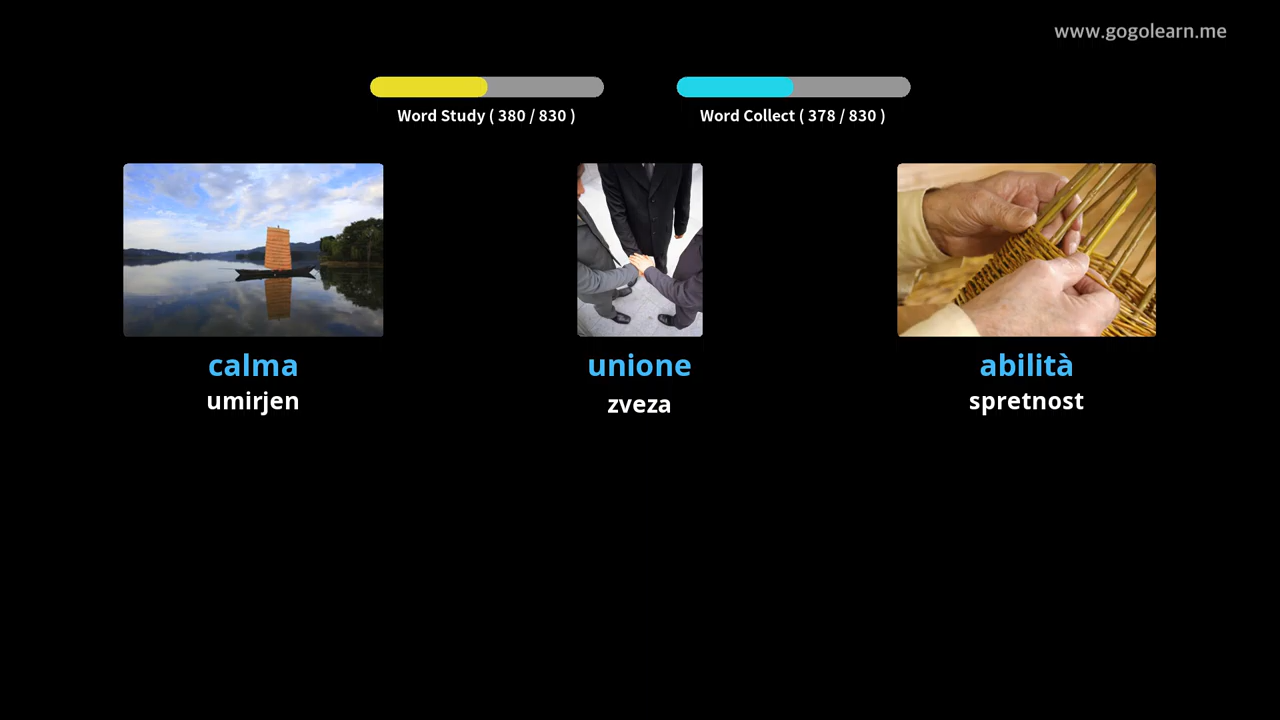 www.gogolearn.me
Word Study ( 380 / 830 )
Word Collect ( 378 / 830 )
calma
umirjen
unione
zveza
abilità
spretnost